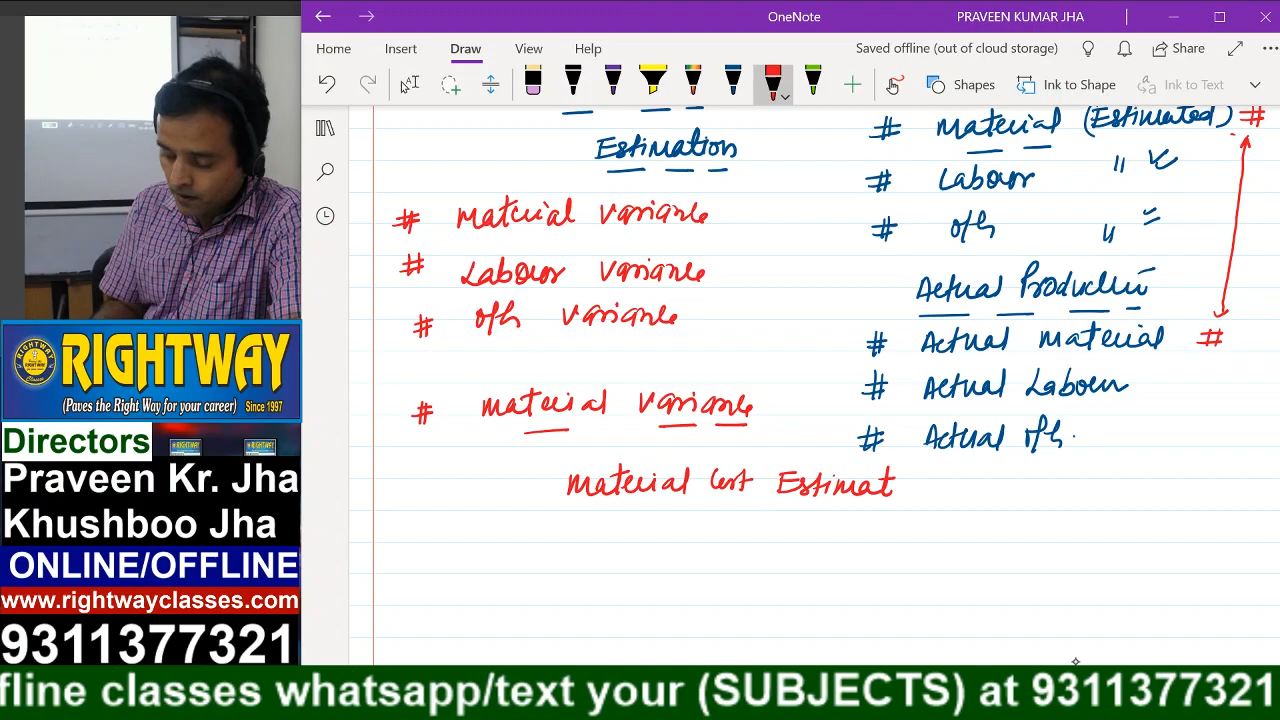 OneNote
PRAVEEN KUMAR JHA
Home Insert Draw View Help
Saved offline (out of cloud storage)
Share
Shapes
Ink to Shape
Ink to Text
Estimation
# Material variance
# Labour variance
# ofh variance
# Material variance
Material Cost Estimat
# Material (Estimated) #
# Labour "
# ofh "
Actual Production
# Actual Material #
# Actual Labour
# Actual ofh
RIGHTWAY
(Paves the Right Way for your career) Since 1997
Directors
Praveen Kr. Jha
Khushboo Jha
ONLINE/OFFLINE
www.rightwayclasses.com
9311377321
fline classes whatsapp/text your (SUBJECTS) at 9311377321